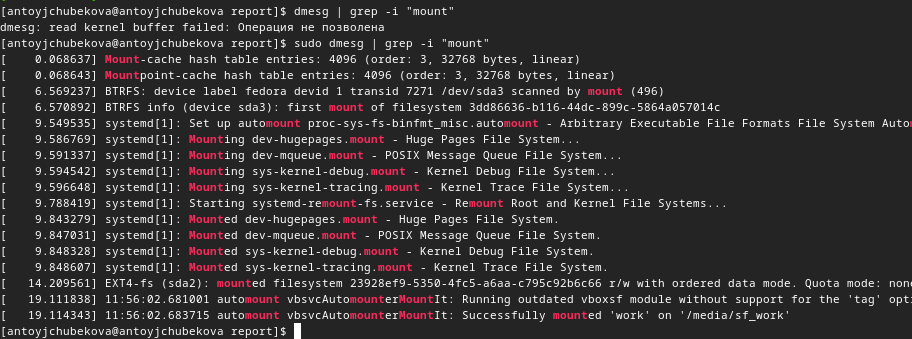 [antoyjchubekova@antoyjchubekova report]$ dmesg | grep -i "mount"
dmesg: read kernel buffer failed: Операция не позволена
[antoyjchubekova@antoyjchubekova report]$ sudo dmesg | grep -i "mount"
[    0.068637] Mount-cache hash table entries: 4096 (order: 3, 32768 bytes, linear)
[    0.068643] Mountpoint-cache hash table entries: 4096 (order: 3, 32768 bytes, linear)
[    6.569237] BTRFS: device label fedora devid 1 transid 7271 /dev/sda3 scanned by mount (496)
[    6.570892] BTRFS info (device sda3): first mount of filesystem 3dd86636-b116-44dc-899c-5864a057014c
[    9.549535] systemd[1]: Set up automount proc-sys-fs-binfmt_misc.automount - Arbitrary Executable File Formats File System Autom
[    9.586769] systemd[1]: Mounting dev-hugepages.mount - Huge Pages File System...
[    9.591337] systemd[1]: Mounting dev-mqueue.mount - POSIX Message Queue File System...
[    9.594542] systemd[1]: Mounting sys-kernel-debug.mount - Kernel Debug File System...
[    9.596648] systemd[1]: Mounting sys-kernel-tracing.mount - Kernel Trace File System...
[    9.788419] systemd[1]: Starting systemd-remount-fs.service - Remount Root and Kernel File Systems...
[    9.843279] systemd[1]: Mounted dev-hugepages.mount - Huge Pages File System.
[    9.847031] systemd[1]: Mounted dev-mqueue.mount - POSIX Message Queue File System.
[    9.848328] systemd[1]: Mounted sys-kernel-debug.mount - Kernel Debug File System.
[    9.848607] systemd[1]: Mounted sys-kernel-tracing.mount - Kernel Trace File System.
[   14.209561] EXT4-fs (sda2): mounted filesystem 23928ef9-5350-4fc5-a6aa-c795c92b6c66 r/w with ordered data mode. Quota mode: none
[   19.111838] 11:56:02.681001 automount vbsvcAutomounterMountIt: Running outdated vboxsf module without support for the 'tag' opti
[   19.114343] 11:56:02.683715 automount vbsvcAutomounterMountIt: Successfully mounted 'work' on '/media/sf_work'
[antoyjchubekova@antoyjchubekova report]$